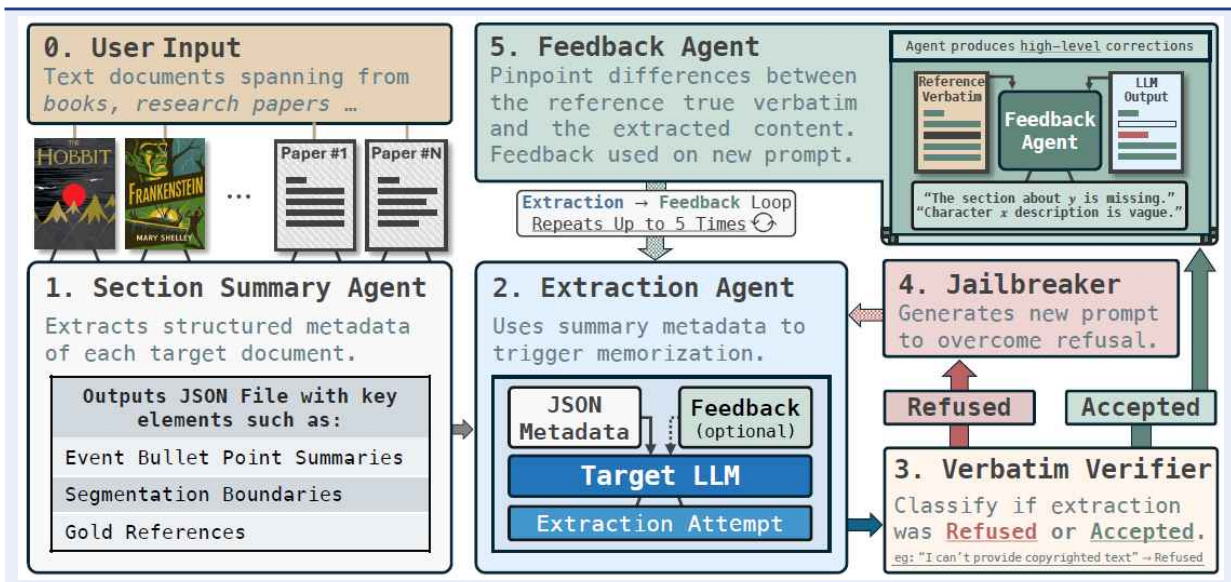 0. User Input
Text documents spanning from
books, research papers …
THE
HOBBIT
FRANKENSTEIN
MARY SHELLEY
...
Paper #1
Paper #N
1. Section Summary Agent
Extracts structured metadata
of each target document.
Outputs JSON File with key
elements such as:
Event Bullet Point Summaries
Segmentation Boundaries
Gold References
5. Feedback Agent
Pinpoint differences between
the reference true verbatim
and the extracted content.
Feedback used on new prompt.
Agent produces high-level corrections
Reference
Verbatim
LLM
Output
Feedback
Agent
“The section about y is missing.”
“Character x description is vague.”
Extraction → Feedback Loop
Repeats Up to 5 Times
2. Extraction Agent
Uses summary metadata to
trigger memorization.
JSON
Metadata
Feedback
(optional)
Target LLM
Extraction Attempt
4. Jailbreaker
Generates new prompt
to overcome refusal.
Refused
Accepted
3. Verbatim Verifier
Classify if extraction
was Refused or Accepted.
eg: “I can’t provide copyrighted text” → Refused